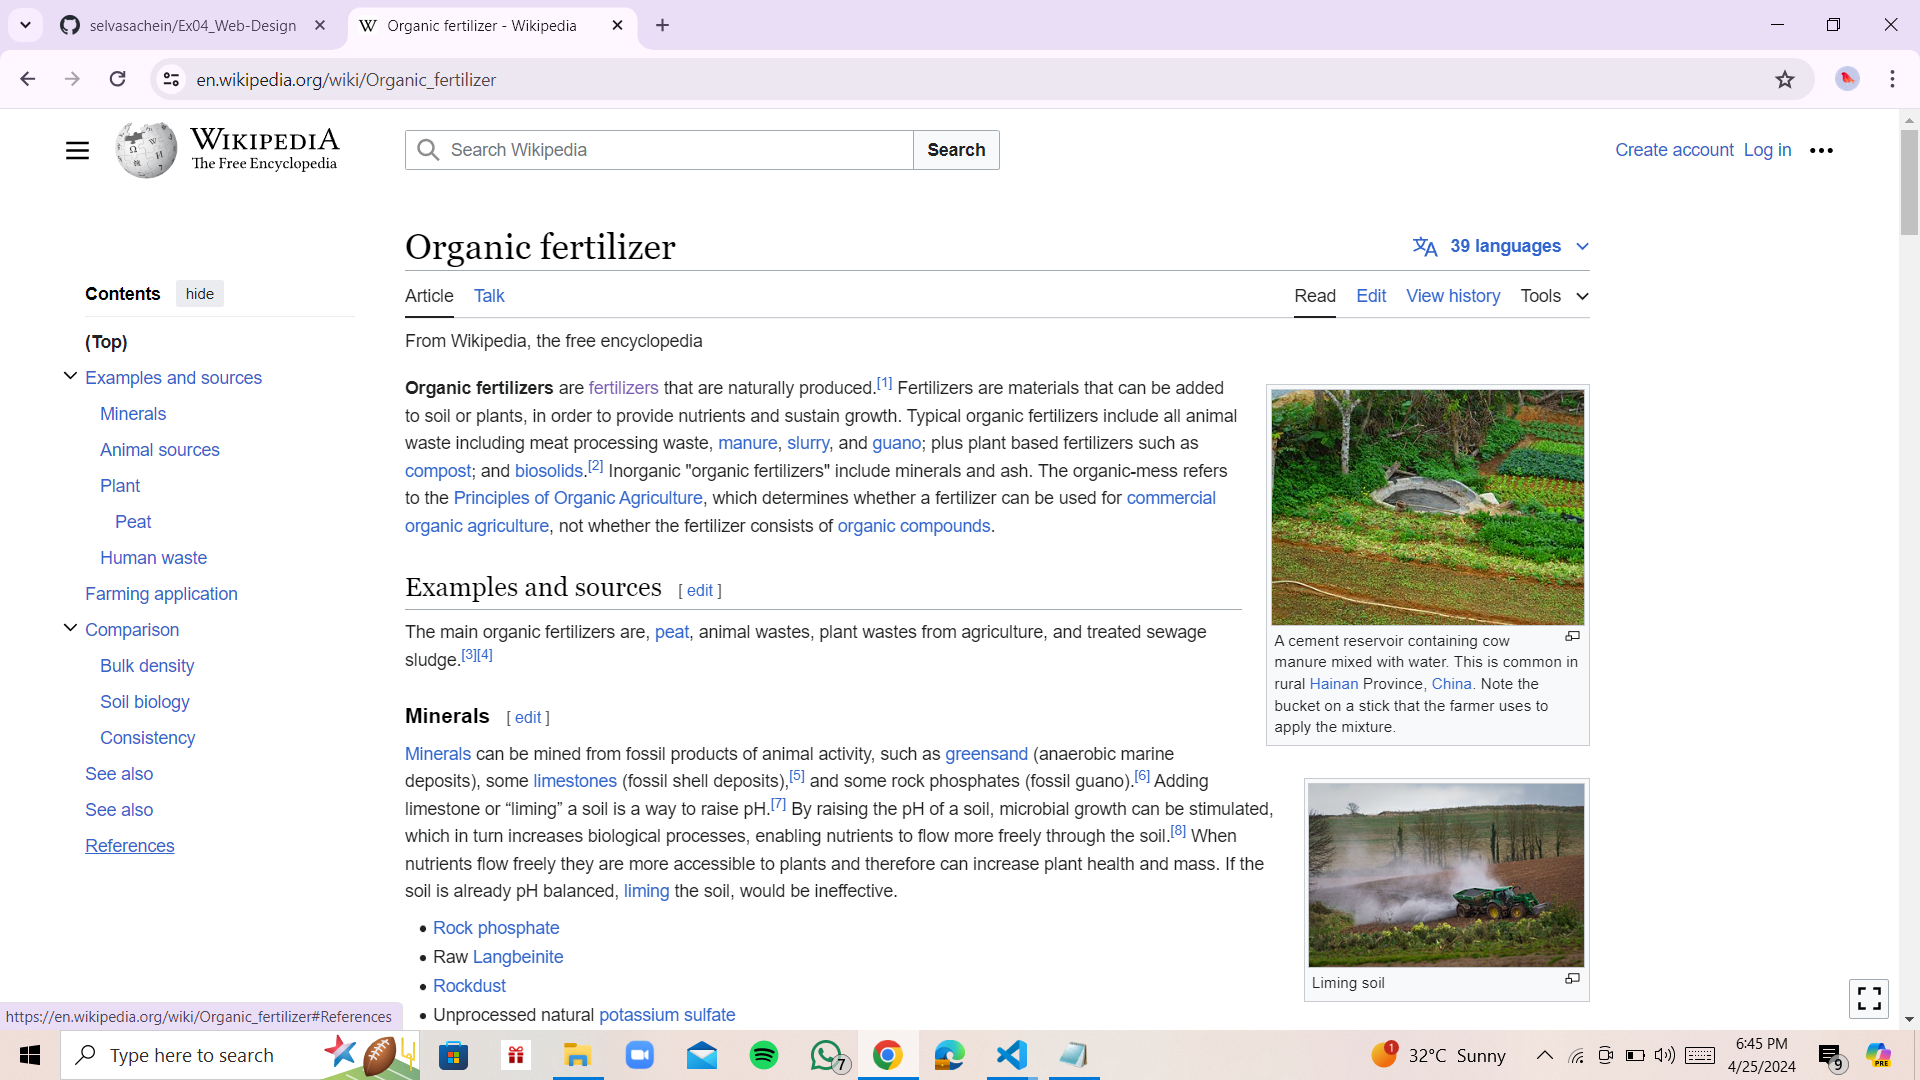 selvasachein/Ex04_Web-Design
Organic fertilizer - Wikipedia
en.wikipedia.org/wiki/Organic_fertilizer
WIKIPEDIA
The Free Encyclopedia
Search Wikipedia
Search
Create account Log in
Organic fertilizer
39 languages
Contents hide
Article Talk
Read Edit View history Tools
(Top)
Examples and sources
Minerals
Animal sources
Plant
Peat
Human waste
Farming application
Comparison
Bulk density
Soil biology
Consistency
See also
See also
References
From Wikipedia, the free encyclopedia
Organic fertilizers are fertilizers that are naturally produced.[1] Fertilizers are materials that can be added
to soil or plants, in order to provide nutrients and sustain growth. Typical organic fertilizers include all animal
waste including meat processing waste, manure, slurry, and guano; plus plant based fertilizers such as
compost; and biosolids.[2] Inorganic "organic fertilizers" include minerals and ash. The organic-mess refers
to the Principles of Organic Agriculture, which determines whether a fertilizer can be used for commercial
organic agriculture, not whether the fertilizer consists of organic compounds.
Examples and sources [ edit ]
The main organic fertilizers are, peat, animal wastes, plant wastes from agriculture, and treated sewage
sludge.[3][4]
Minerals [ edit ]
Minerals can be mined from fossil products of animal activity, such as greensand (anaerobic marine
deposits), some limestones (fossil shell deposits),[5] and some rock phosphates (fossil guano).[6] Adding
limestone or “liming” a soil is a way to raise pH.[7] By raising the pH of a soil, microbial growth can be stimulated,
which in turn increases biological processes, enabling nutrients to flow more freely through the soil.[8] When
nutrients flow freely they are more accessible to plants and therefore can increase plant health and mass. If the
soil is already pH balanced, liming the soil, would be ineffective.
• Rock phosphate
• Raw Langbeinite
• Rockdust
• Unprocessed natural potassium sulfate
A cement reservoir containing cow
manure mixed with water. This is common in
rural Hainan Province, China. Note the
bucket on a stick that the farmer uses to
apply the mixture.
Liming soil
https://en.wikipedia.org/wiki/Organic_fertilizer#References
Type here to search
7
1
32°C Sunny
6:45 PM
4/25/2024
9
PRE